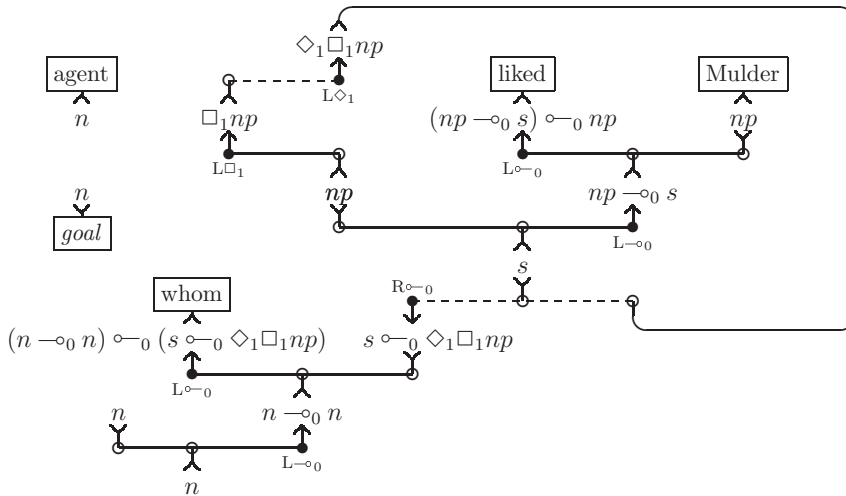 ◇₁□₁np
agent
liked
Mulder
L◇₁
n
□₁np
(np ⊸₀ s) ⟜₀ np
np
L□₁
L⟜₀
n
np
np ⊸₀ s
goal
L⊸₀
s
whom
R⟜₀
(n ⊸₀ n) ⟜₀ (s ⟜₀ ◇₁□₁np)
s ⟜₀ ◇₁□₁np
L⟜₀
n
n ⊸₀ n
L⊸₀
n